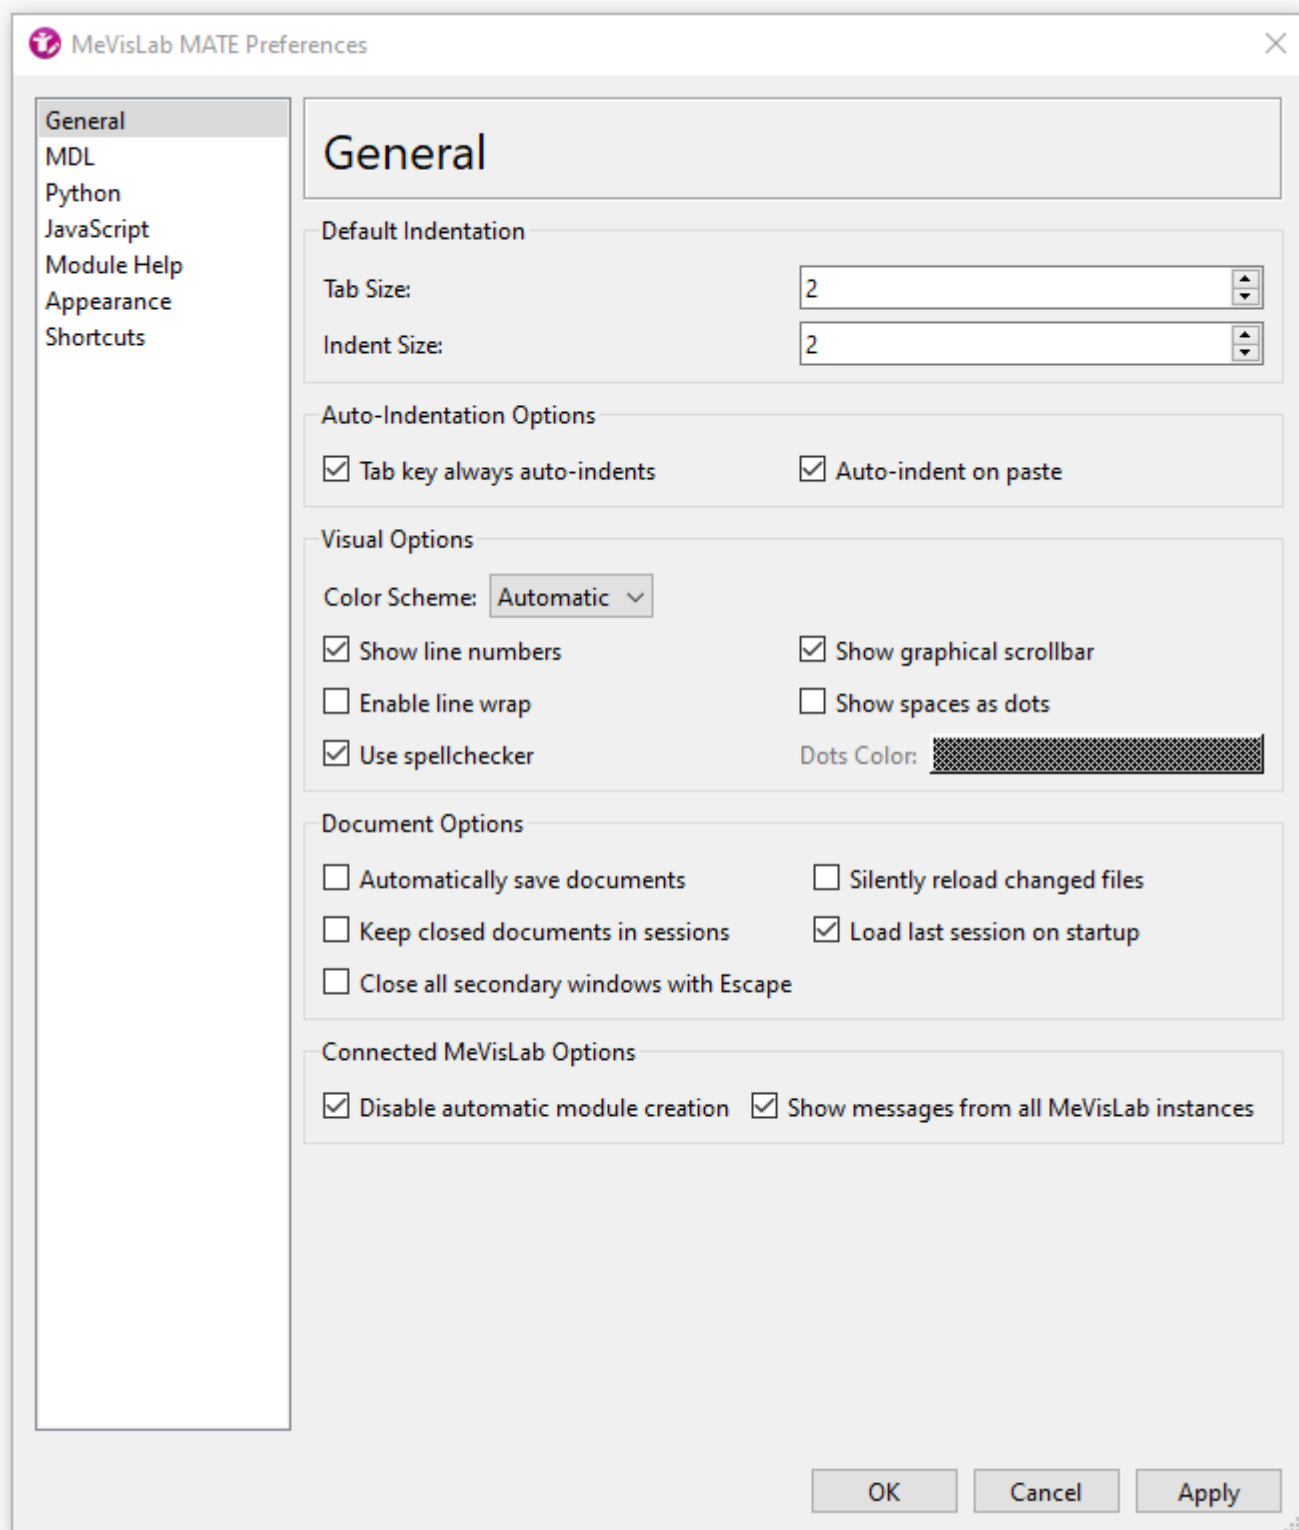 MeVisLab MATE Preferences
General
MDL
Python
JavaScript
Module Help
Appearance
Shortcuts
General
Default Indentation
Tab Size: 2
Indent Size: 2
Auto-Indentation Options
Tab key always auto-indents Auto-indent on paste
Visual Options
Color Scheme: Automatic
Show line numbers Show graphical scrollbar
Enable line wrap Show spaces as dots
Use spellchecker Dots Color:
Document Options
Automatically save documents Silently reload changed files
Keep closed documents in sessions Load last session on startup
Close all secondary windows with Escape
Connected MeVisLab Options
Disable automatic module creation Show messages from all MeVisLab instances
OK Cancel Apply